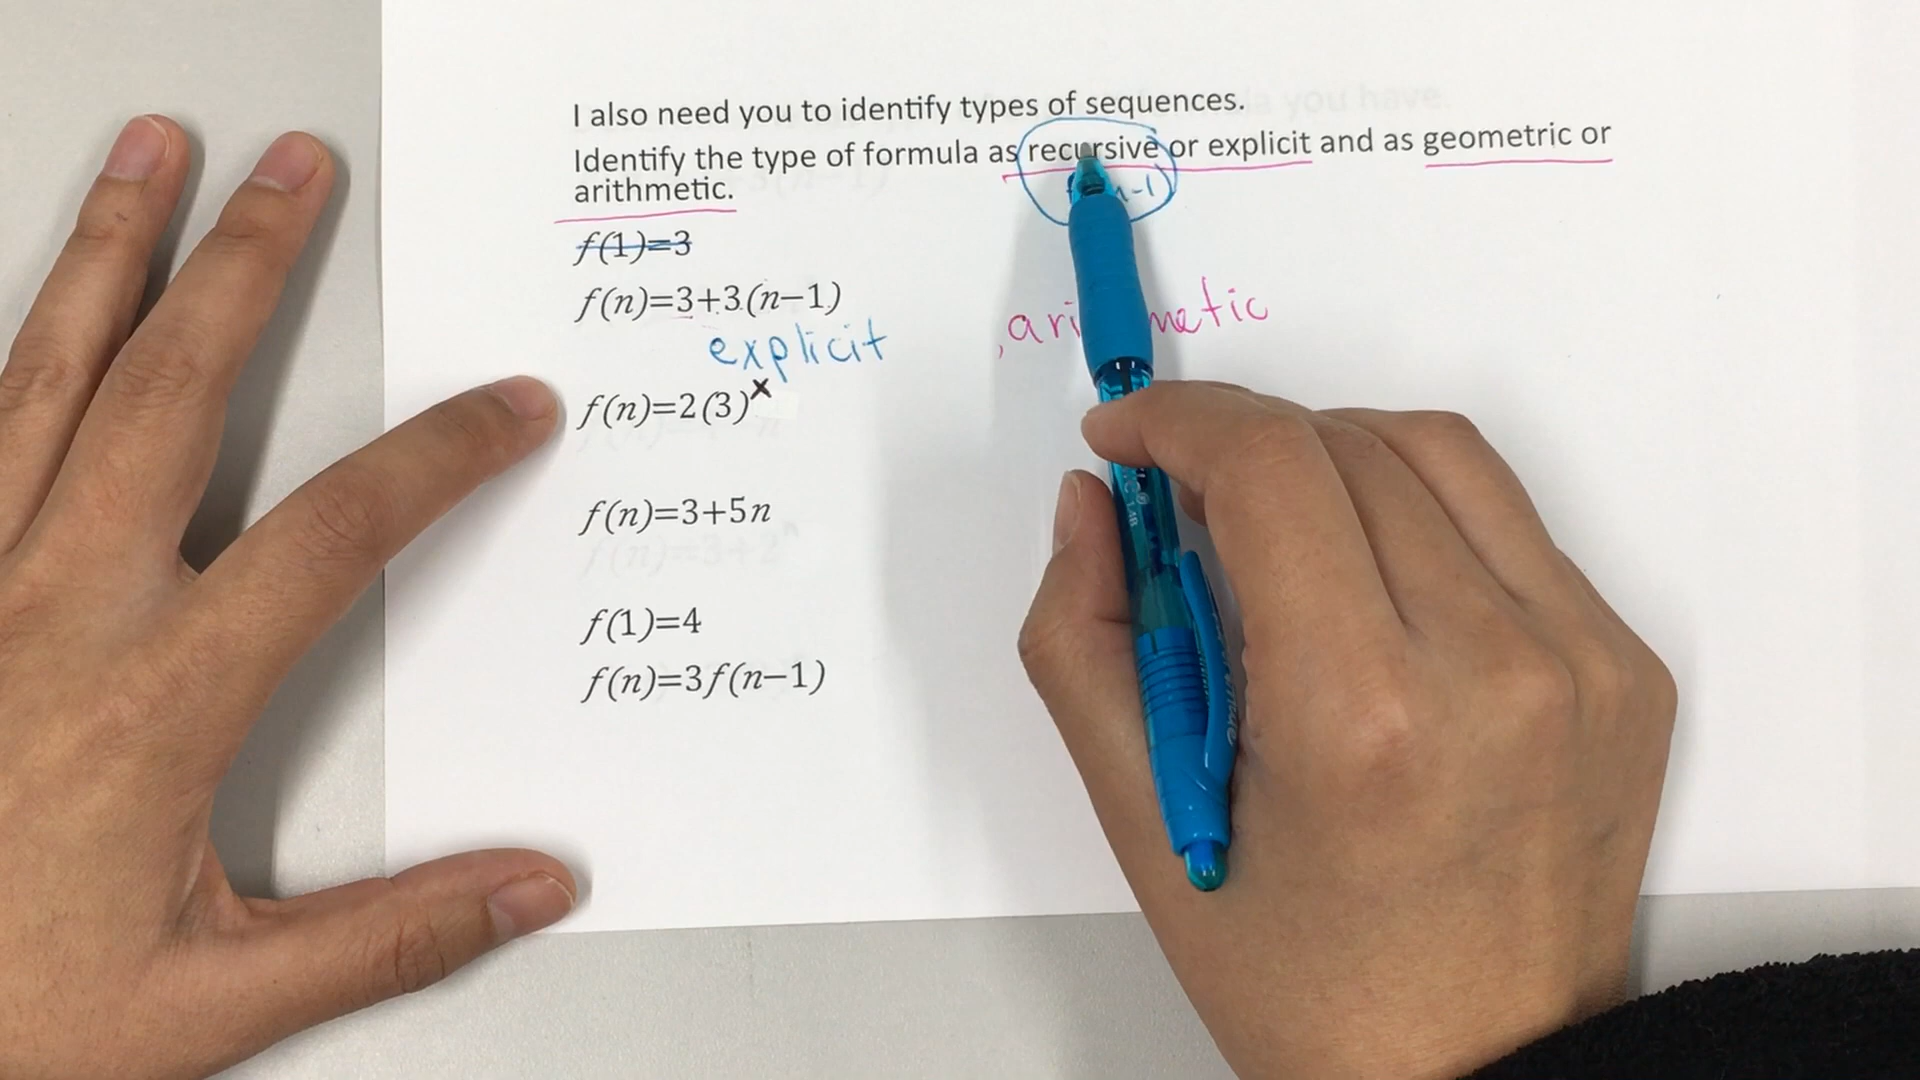 I also need you to identify types of sequences.
Identify the type of formula as recursive or explicit and as geometric or
arithmetic.
n-1)
f(1)=3
f(n)=3+3(n−1)
explicit
f(n)=2(3)^x
f(n)=3+5n
f(1)=4
f(n)=3f(n−1)